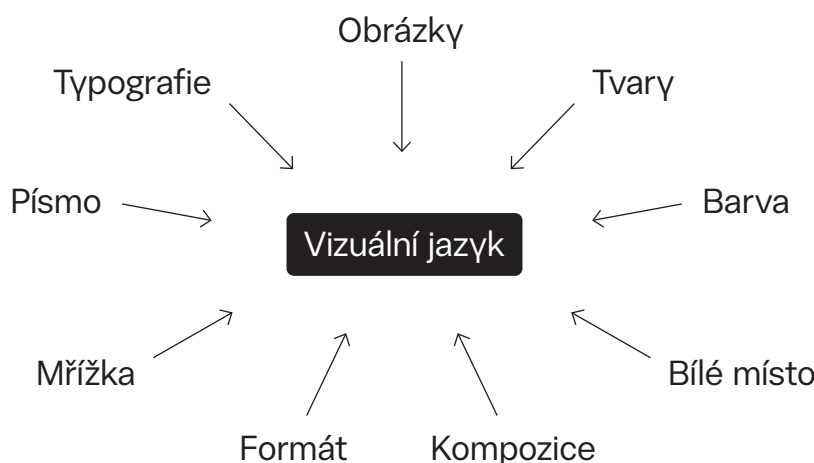 Obrázky
Typografie
Tvary
Písmo
Barva
Vizuální jazyk
Mřížka
Bílé místo
Formát
Kompozice